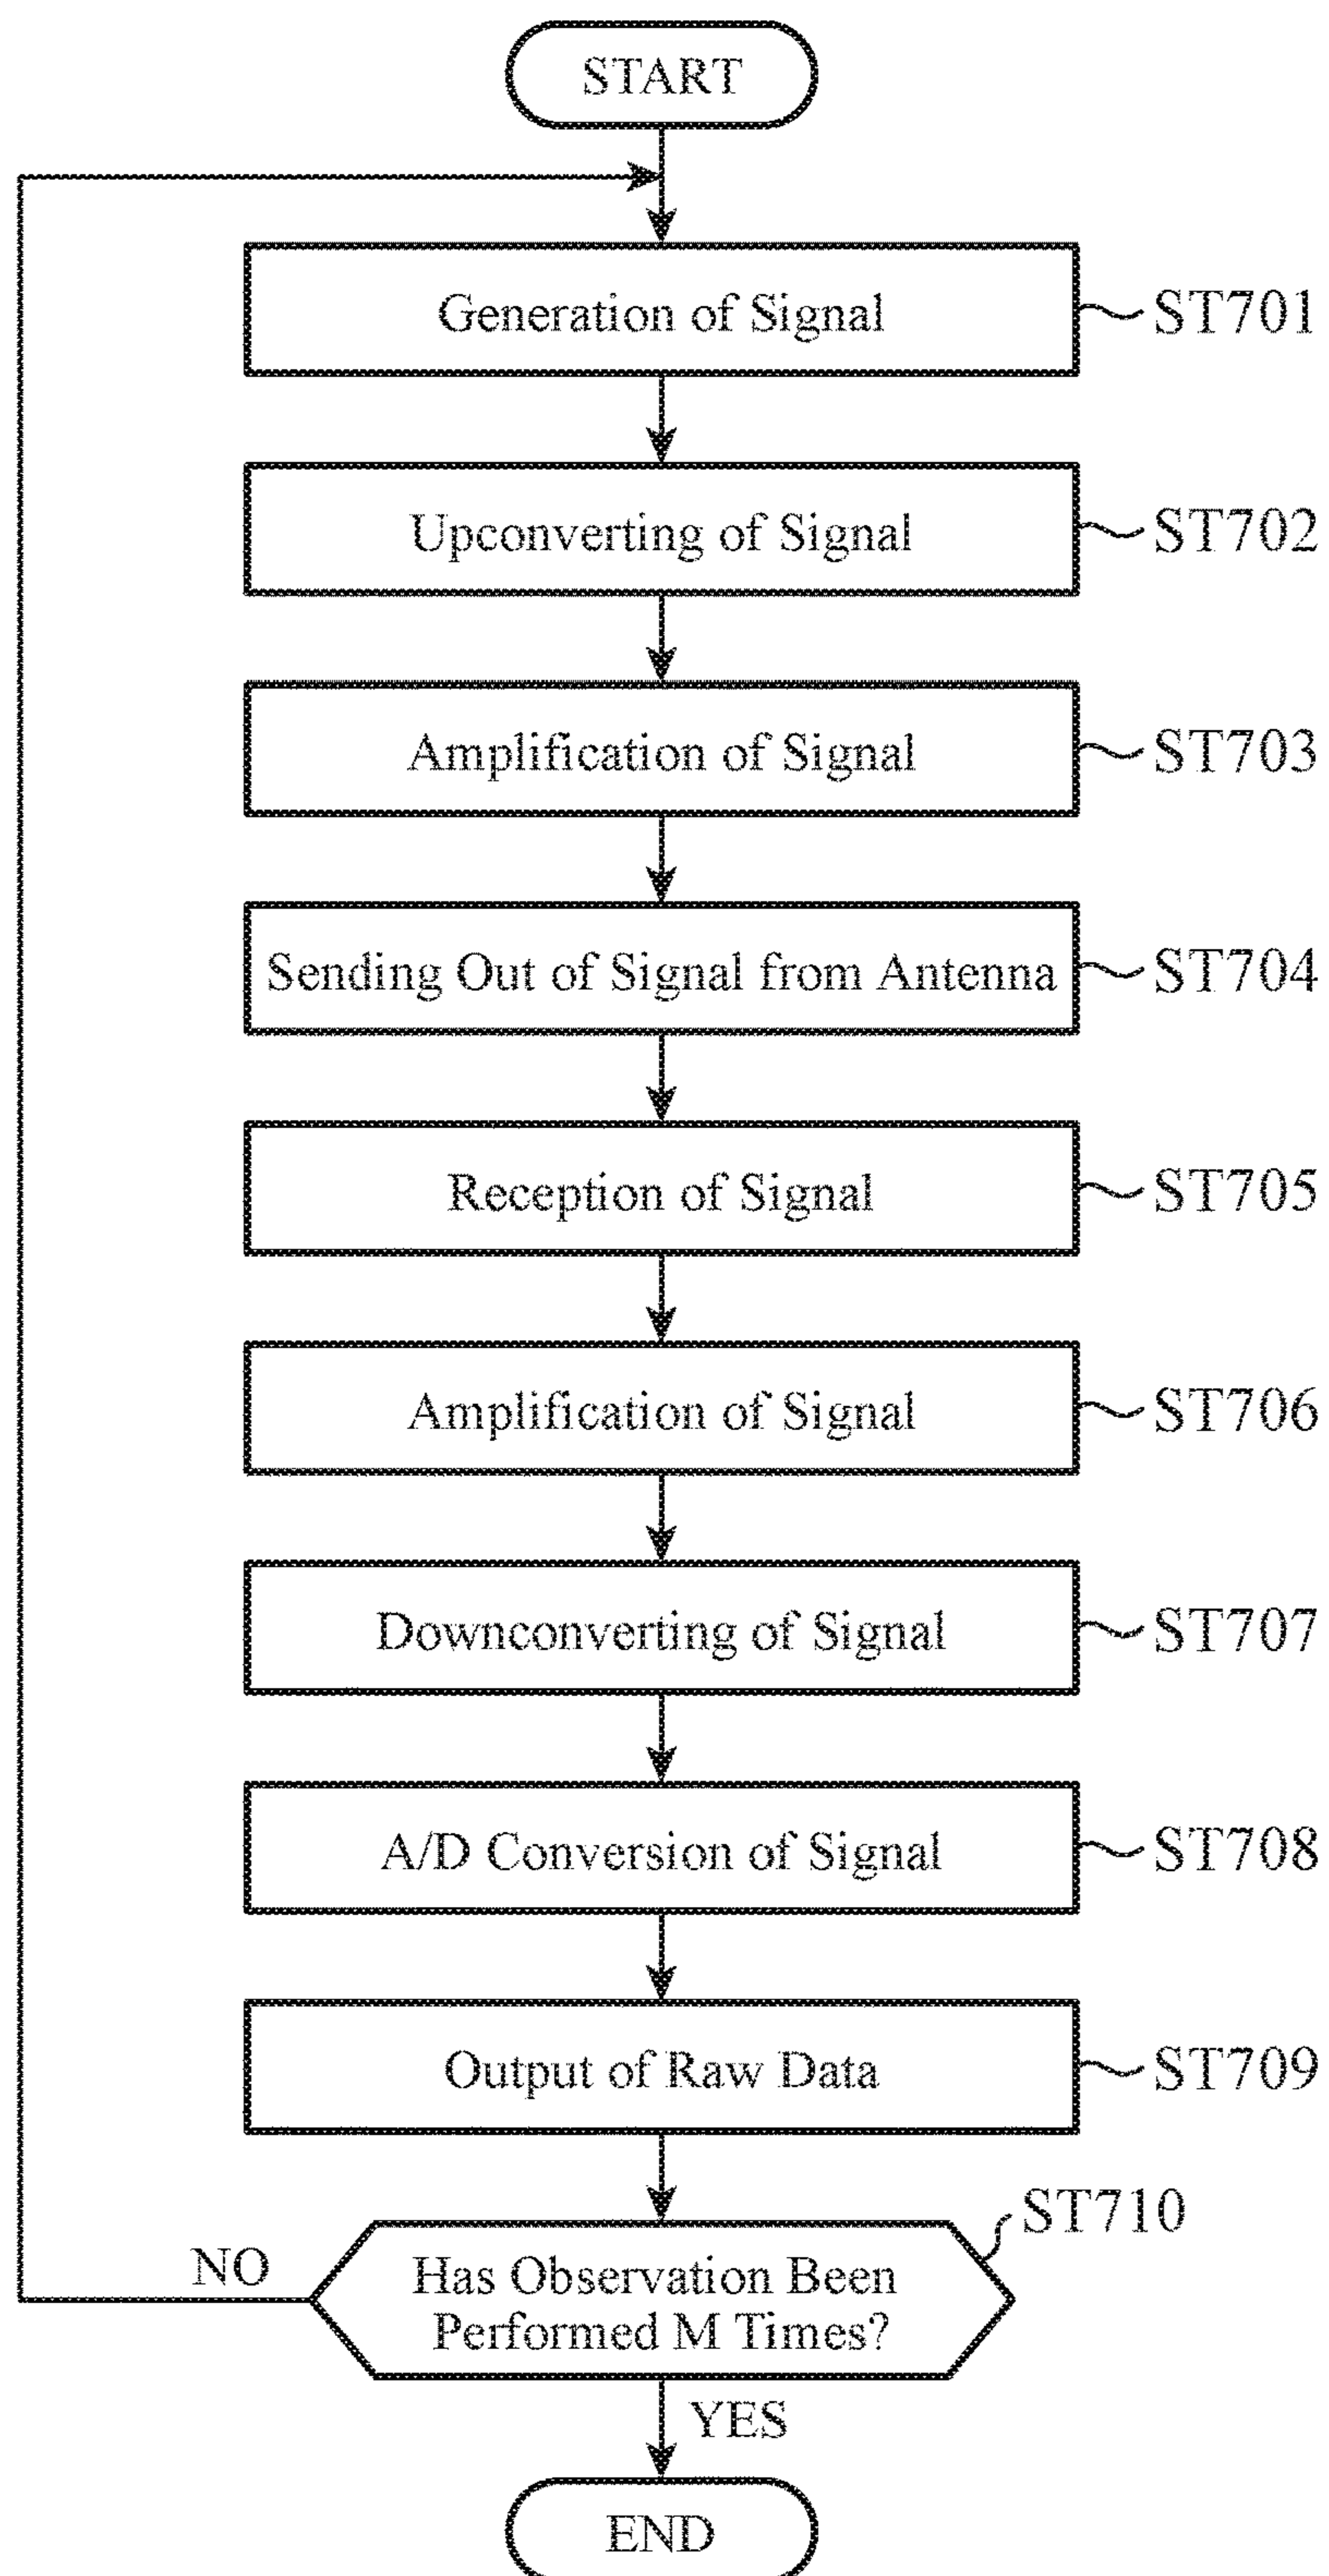 START
Generation of Signal
ST701
Upconverting of Signal
ST702
Amplification of Signal
ST703
Sending Out of Signal from Antenna
ST704
Reception of Signal
ST705
Amplification of Signal
ST706
Downconverting of Signal
ST707
A/D Conversion of Signal
ST708
Output of Raw Data
ST709
ST710
NO
Has Observation Been
Performed M Times?
YES
END